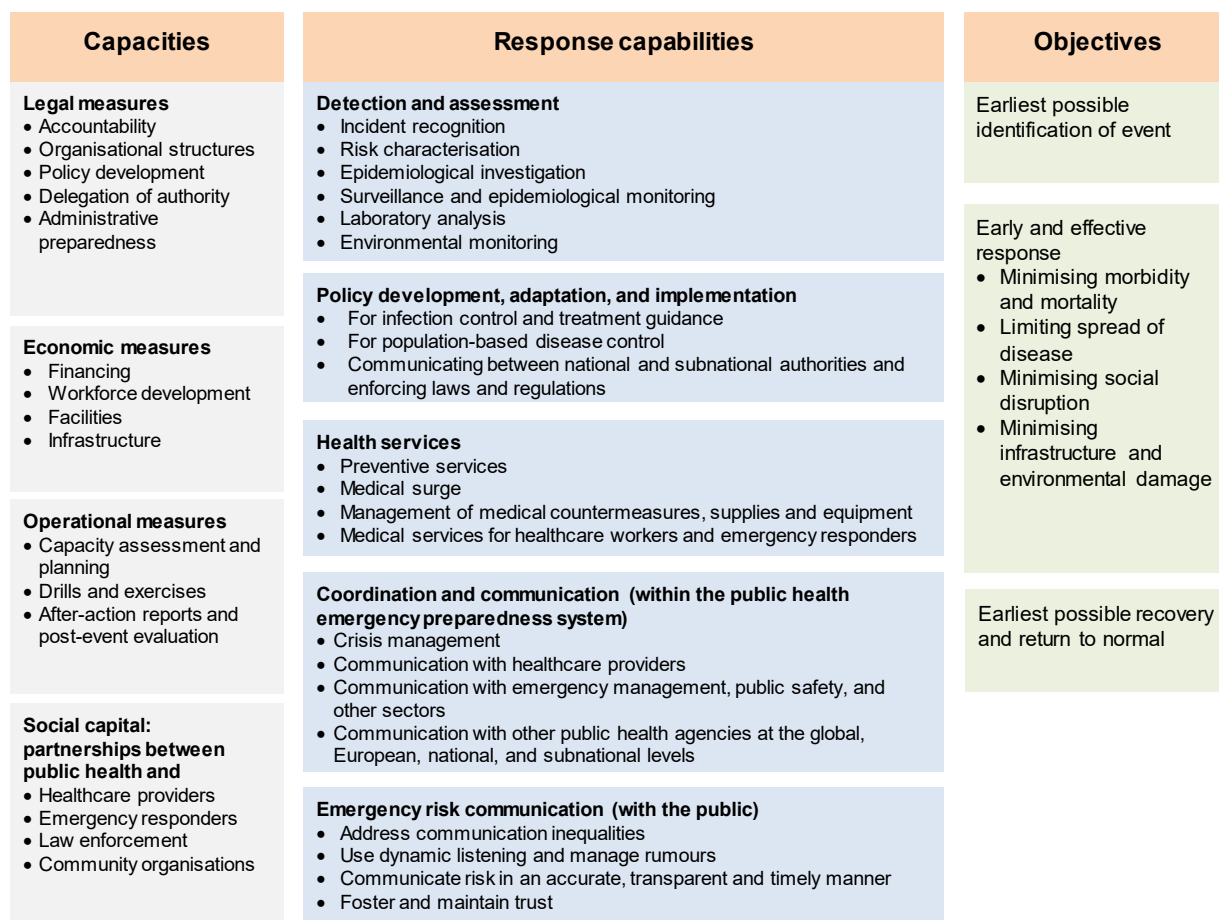 Capacities
Legal measures
• Accountability
• Organisational structures
• Policy development
• Delegation of authority
• Administrative
preparedness
Economic measures
• Financing
• Workforce development
• Facilities
• Infrastructure
Operational measures
• Capacity assessment and
planning
• Drills and exercises
• After-action reports and
post-event evaluation
Social capital:
partnerships between
public health and
• Healthcare providers
• Emergency responders
• Law enforcement
• Community organisations
Response capabilities
Detection and assessment
• Incident recognition
• Risk characterisation
• Epidemiological investigation
• Surveillance and epidemiological monitoring
• Laboratory analysis
• Environmental monitoring
Policy development, adaptation, and implementation
• For infection control and treatment guidance
• For population-based disease control
• Communicating between national and subnational authorities and
enforcing laws and regulations
Health services
• Preventive services
• Medical surge
• Management of medical countermeasures, supplies and equipment
• Medical services for healthcare workers and emergency responders
Coordination and communication (within the public health
emergency preparedness system)
• Crisis management
• Communication with healthcare providers
• Communication with emergency management, public safety, and
other sectors
• Communication with other public health agencies at the global,
European, national, and subnational levels
Emergency risk communication (with the public)
• Address communication inequalities
• Use dynamic listening and manage rumours
• Communicate risk in an accurate, transparent and timely manner
• Foster and maintain trust
Objectives
Earliest possible
identification of event
Early and effective
response
• Minimising morbidity
and mortality
• Limiting spread of
disease
• Minimising social
disruption
• Minimising
infrastructure and
environmental damage
Earliest possible recovery
and return to normal